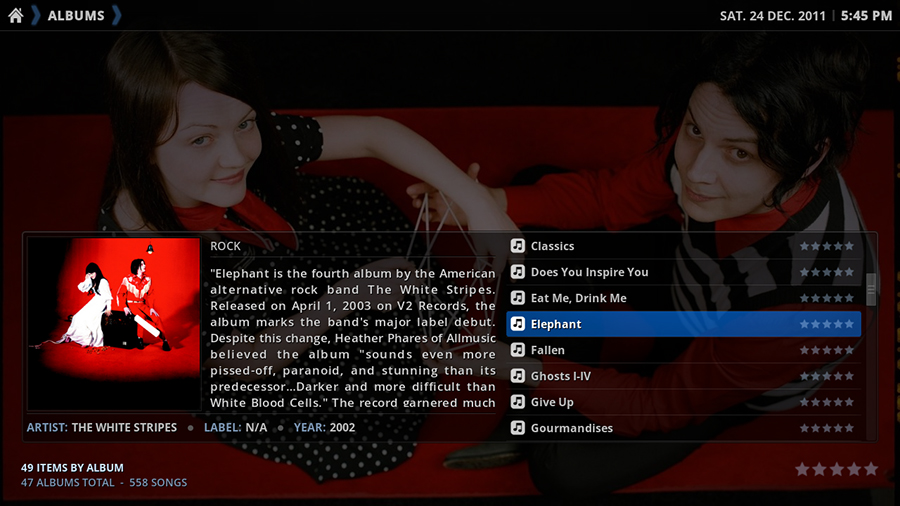 ALBUMS
SAT. 24 DEC. 2011 | 5:45 PM
ROCK
"Elephant is the fourth album by the American
alternative rock band The White Stripes.
Released on April 1, 2003 on V2 Records, the
album marks the band's major label debut.
Despite this change, Heather Phares of Allmusic
believed the album "sounds even more
pissed-off, paranoid, and stunning than its
predecessor...Darker and more difficult than
White Blood Cells." The record garnered much
ARTIST: THE WHITE STRIPES ● LABEL: N/A ● YEAR: 2002
Classics
Does You Inspire You
Eat Me, Drink Me
Elephant
Fallen
Ghosts I-IV
Give Up
Gourmandises
49 ITEMS BY ALBUM
47 ALBUMS TOTAL - 558 SONGS